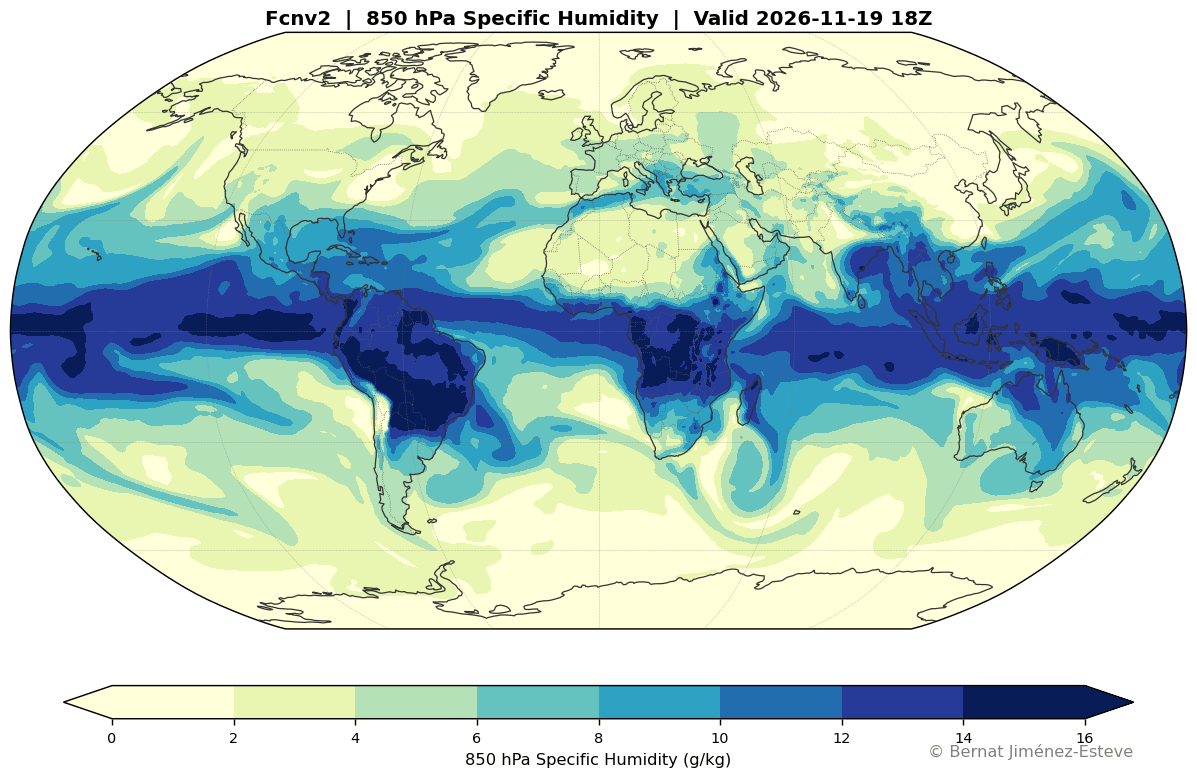 Fcnv2 | 850 hPa Specific Humidity | Valid 2026-11-19 18Z
0 2 4 6 8 10 12 14 16
850 hPa Specific Humidity (g/kg)
© Bernat Jiménez-Esteve